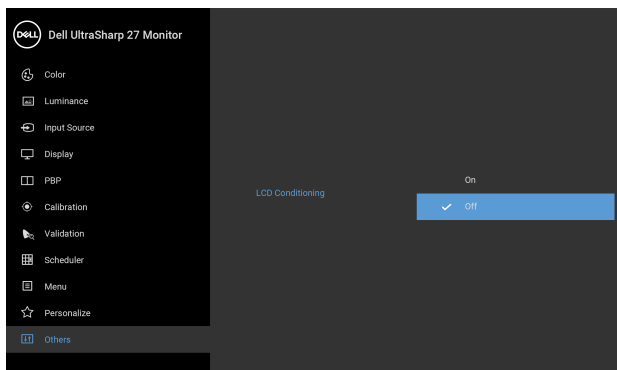 DELL Dell UltraSharp 27 Monitor
Color
Luminance
Input Source
Display
PBP
Calibration
Validation
Scheduler
Menu
Personalize
Others
LCD Conditioning
On
Off